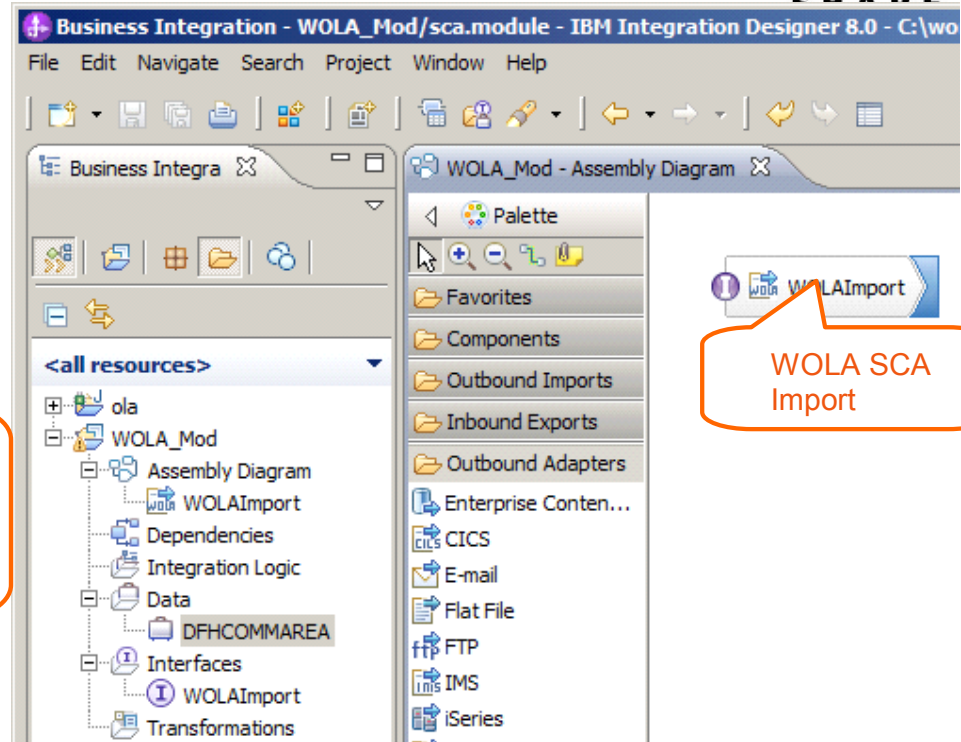 Business Integration - WOLA_Mod/sca.module - IBM Integration Designer 8.0 - C:\wo
File Edit Navigate Search Project Window Help
Business Integra
WOLA_Mod - Assembly Diagram
Palette
Favorites
Components
Outbound Imports
Inbound Exports
Outbound Adapters
Enterprise Conten...
CICS
E-mail
Flat File
FTP
IMS
iSeries
<all resources>
ola
WOLA_Mod
Assembly Diagram
WOLAImport
Dependencies
Integration Logic
Data
DFHCOMMAREA
Interfaces
WOLAImport
Transformations
WOLAImport
WOLA SCA
Import